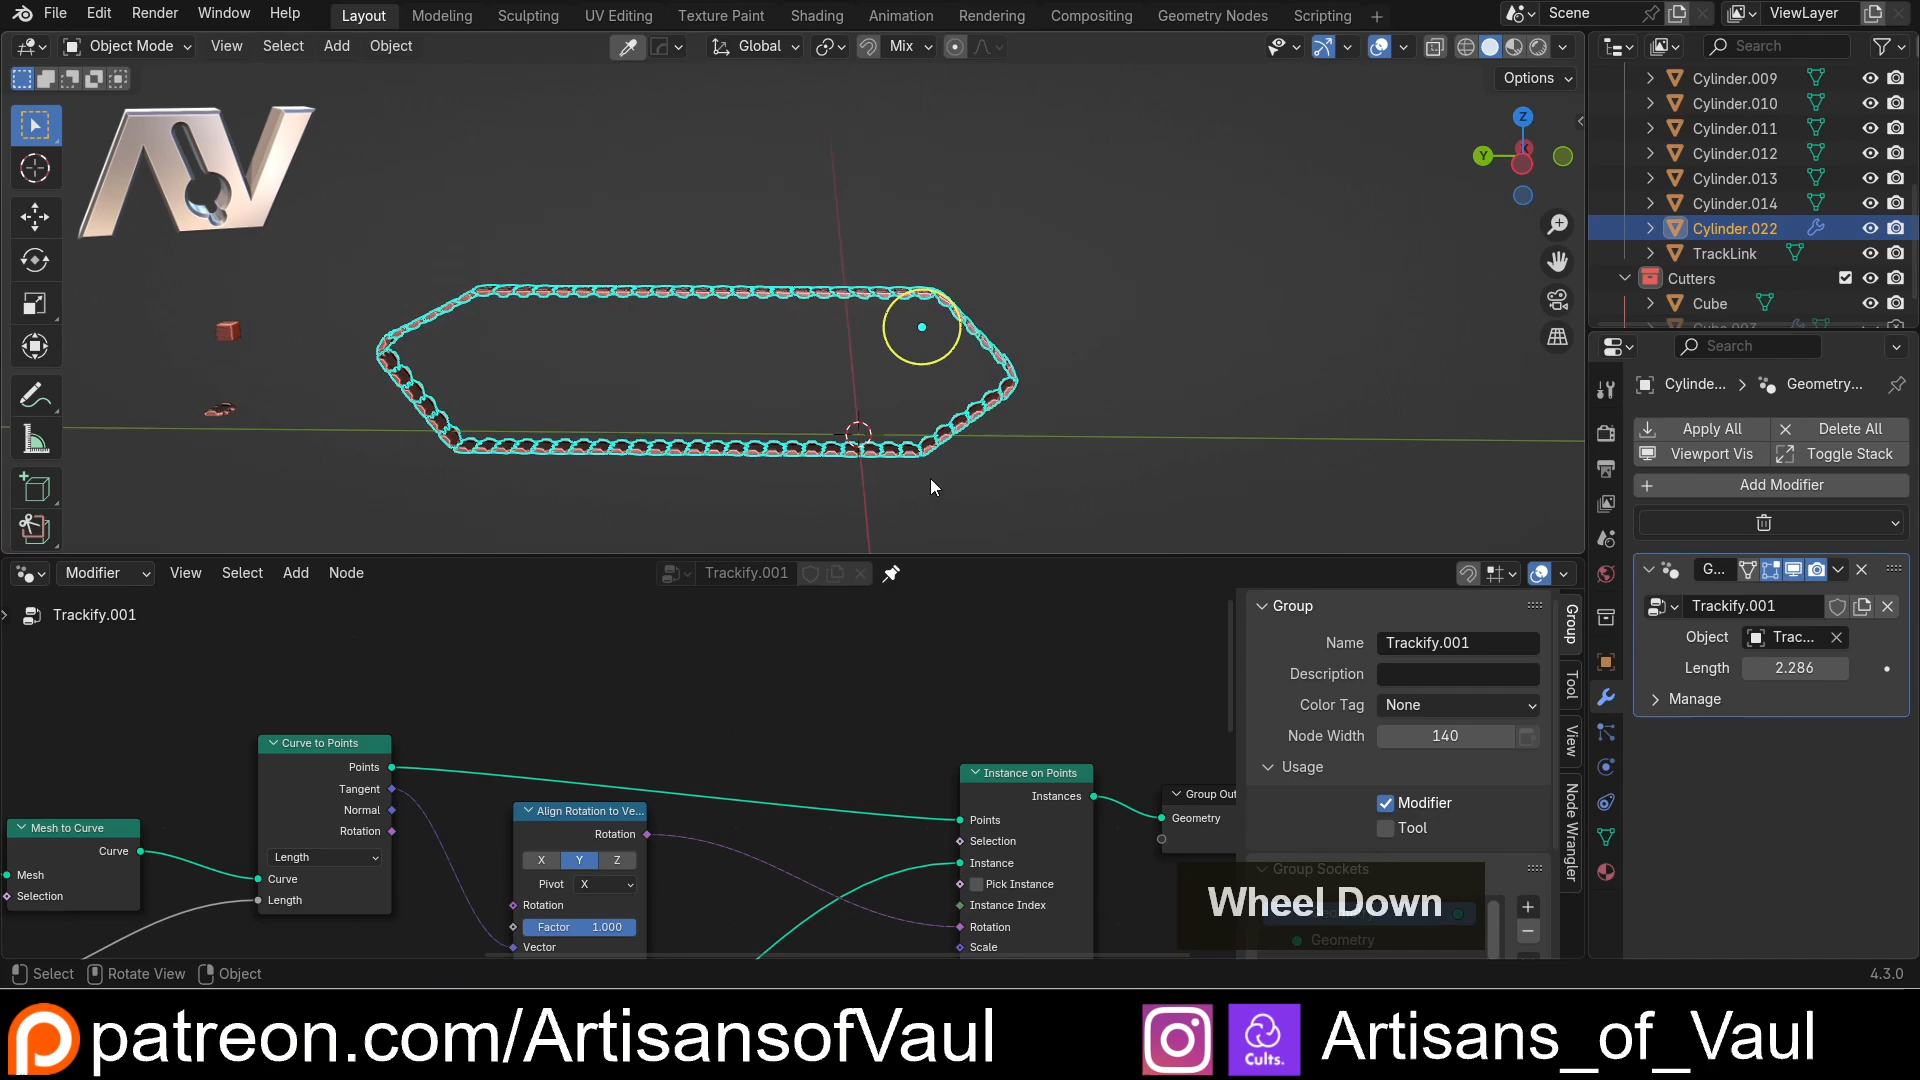 File Edit Render Window Help
Layout Modeling Sculpting UV Editing Texture Paint Shading Animation Rendering Compositing Geometry Nodes Scripting +
Scene
ViewLayer
Object Mode View Select Add Object
Global
Mix
Search
Options
Z
Y
AV
Cylinder.009
Cylinder.010
Cylinder.011
Cylinder.012
Cylinder.013
Cylinder.014
Cylinder.022
TrackLink
Cutters
Cube
Search
Cylinde... > Geometry...
Apply All
Delete All
Viewport Vis
Toggle Stack
+ Add Modifier
G...
Trackify.001
Object Trac...
Length 2.286
Manage
Modifier View Select Add Node
Trackify.001
Trackify.001
Curve to Points
Points
Tangent
Normal
Rotation
Length
Curve
Length
Mesh to Curve
Curve
Mesh
Selection
Align Rotation to Ve...
Rotation
X Y Z
Pivot X
Rotation
Factor 1.000
Vector
Instance on Points
Instances
Points
Selection
Instance
Pick Instance
Instance Index
Rotation
Scale
Group Out
Geometry
Group
Name Trackify.001
Description
Color Tag None
Node Width 140
Usage
Modifier
Tool
Group Sockets
Geometry
Group
Tool
View
Node Wrangler
Wheel Down
Select Rotate View Object
4.3.0
patreon.com/ArtisansofVaul
Cults.
Artisans_of_Vaul